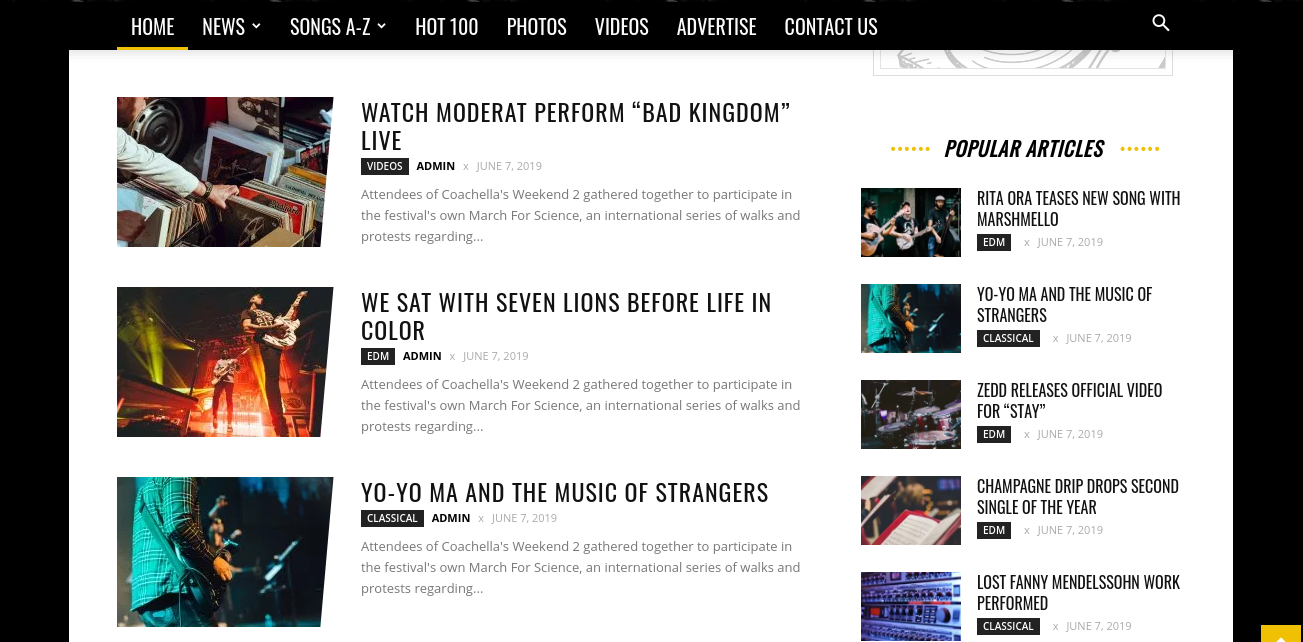 HOME NEWS SONGS A-Z HOT 100 PHOTOS VIDEOS ADVERTISE CONTACT US
WATCH MODERAT PERFORM “BAD KINGDOM”
LIVE
VIDEOS ADMIN x JUNE 7, 2019
Attendees of Coachella's Weekend 2 gathered together to participate in
the festival's own March For Science, an international series of walks and
protests regarding...
WE SAT WITH SEVEN LIONS BEFORE LIFE IN
COLOR
EDM ADMIN x JUNE 7, 2019
Attendees of Coachella's Weekend 2 gathered together to participate in
the festival's own March For Science, an international series of walks and
protests regarding...
YO-YO MA AND THE MUSIC OF STRANGERS
CLASSICAL ADMIN x JUNE 7, 2019
Attendees of Coachella's Weekend 2 gathered together to participate in
the festival's own March For Science, an international series of walks and
protests regarding...
POPULAR ARTICLES
RITA ORA TEASES NEW SONG WITH
MARSHMELLO
EDM x JUNE 7, 2019
YO-YO MA AND THE MUSIC OF
STRANGERS
CLASSICAL x JUNE 7, 2019
ZEDD RELEASES OFFICIAL VIDEO
FOR “STAY”
EDM x JUNE 7, 2019
CHAMPAGNE DRIP DROPS SECOND
SINGLE OF THE YEAR
EDM x JUNE 7, 2019
LOST FANNY MENDELSSOHN WORK
PERFORMED
CLASSICAL x JUNE 7, 2019